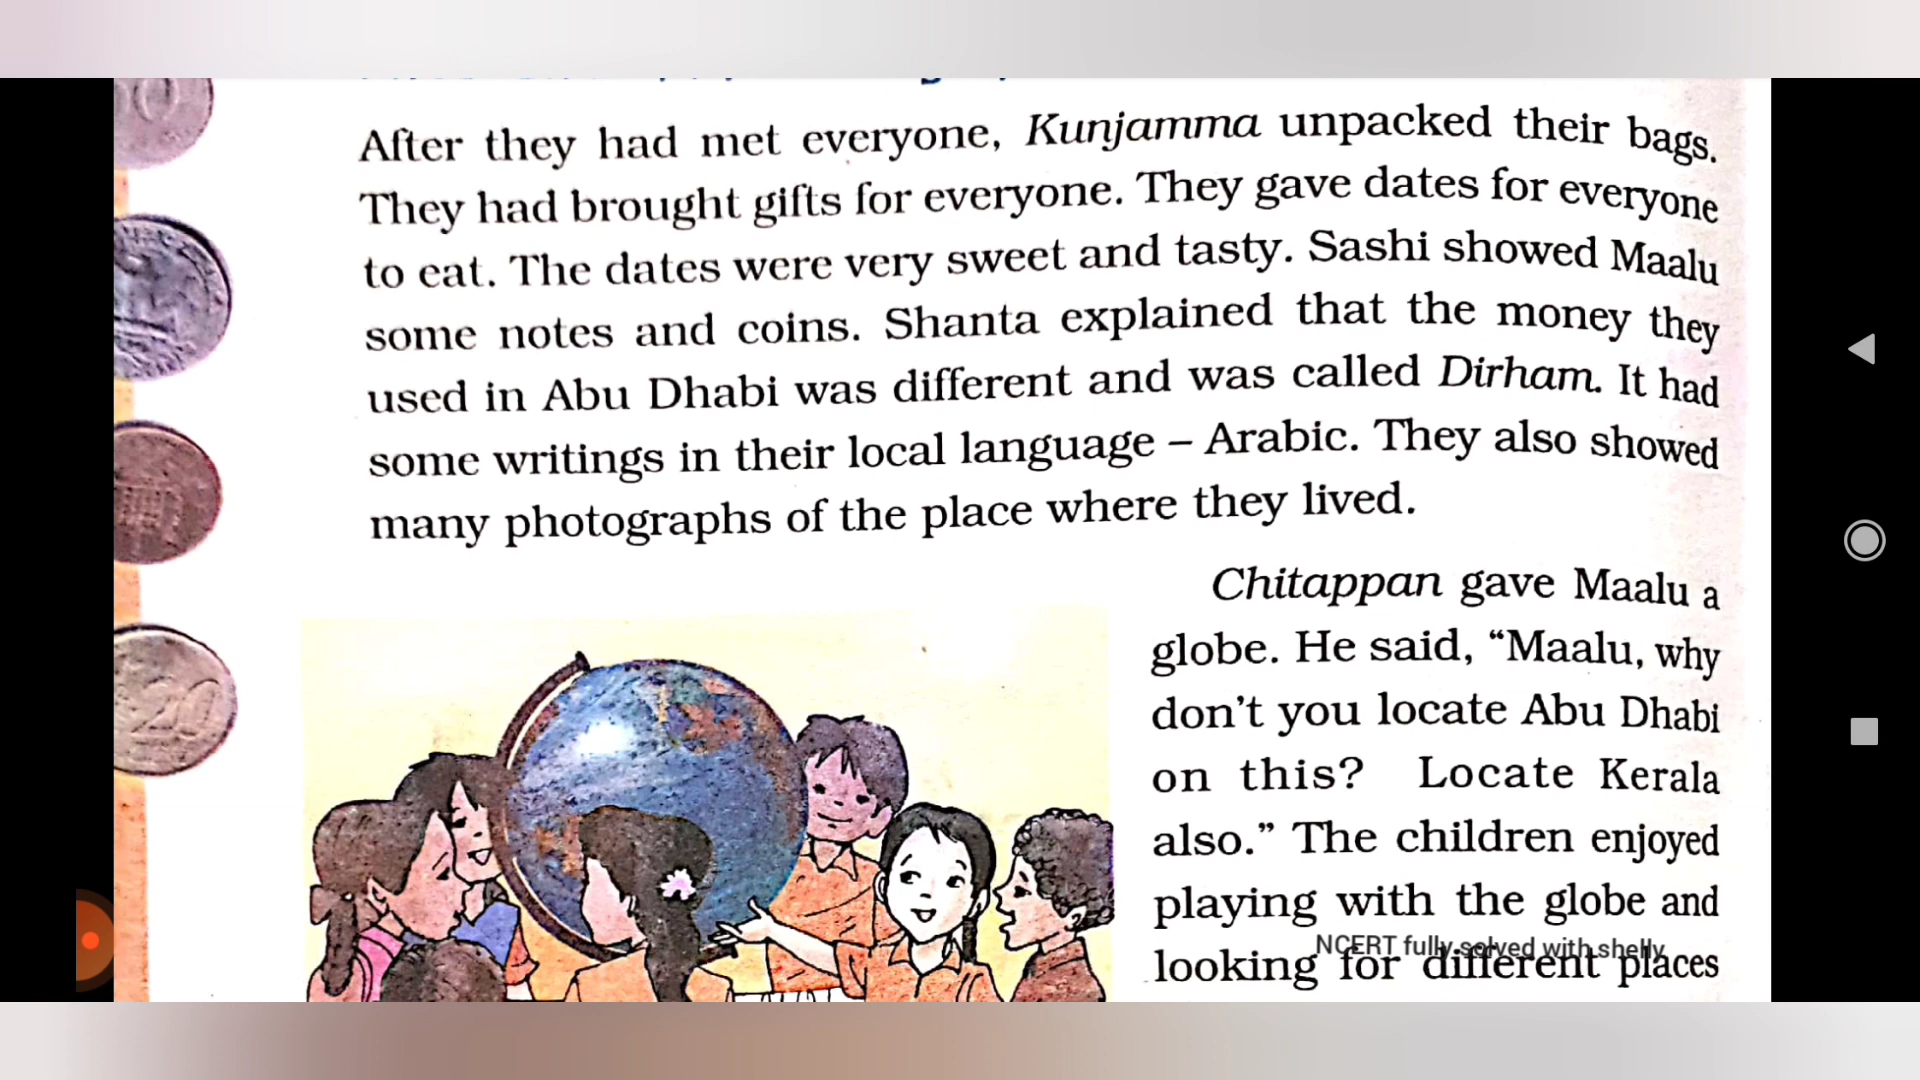 After they had met everyone, Kunjamma unpacked their bags.
They had brought gifts for everyone. They gave dates for everyone
to eat. The dates were very sweet and tasty. Sashi showed Maalu
some notes and coins. Shanta explained that the money they
used in Abu Dhabi was different and was called Dirham. It had
some writings in their local language – Arabic. They also showed
many photographs of the place where they lived.
Chitappan gave Maalu a
globe. He said, “Maalu, why
don’t you locate Abu Dhabi
on this? Locate Kerala
also.” The children enjoyed
playing with the globe and
looking for different places
NCERT fully solved with shelly
20